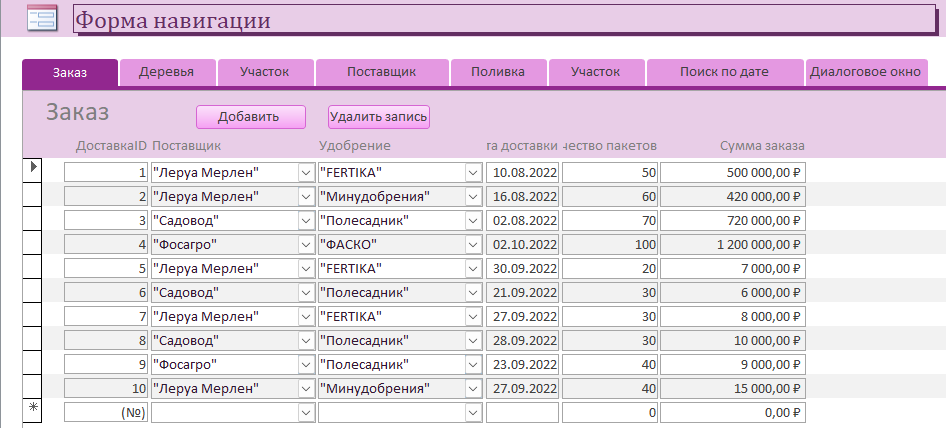 Форма навигации
Заказ Деревья Участок Поставщик Поливка Участок Поиск по дате Диалоговое окно
Заказ Добавить Удалить запись
ДоставкаID Поставщик Удобрение та доставки чество пакетов Сумма заказа
1 "Леруа Мерлен" "FERTIKA" 10.08.2022 50 500 000,00 ₽
2 "Леруа Мерлен" "Минудобрения" 16.08.2022 60 420 000,00 ₽
3 "Садовод" "Полесадник" 02.08.2022 70 720 000,00 ₽
4 "Фосагро" "ФАСКО" 02.10.2022 100 1 200 000,00 ₽
5 "Леруа Мерлен" "FERTIKA" 30.09.2022 20 7 000,00 ₽
6 "Садовод" "Полесадник" 21.09.2022 30 6 000,00 ₽
7 "Леруа Мерлен" "FERTIKA" 27.09.2022 30 8 000,00 ₽
8 "Садовод" "Полесадник" 28.09.2022 30 10 000,00 ₽
9 "Фосагро" "Полесадник" 23.09.2022 40 9 000,00 ₽
10 "Леруа Мерлен" "Минудобрения" 27.09.2022 40 15 000,00 ₽
(№) 0 0,00 ₽